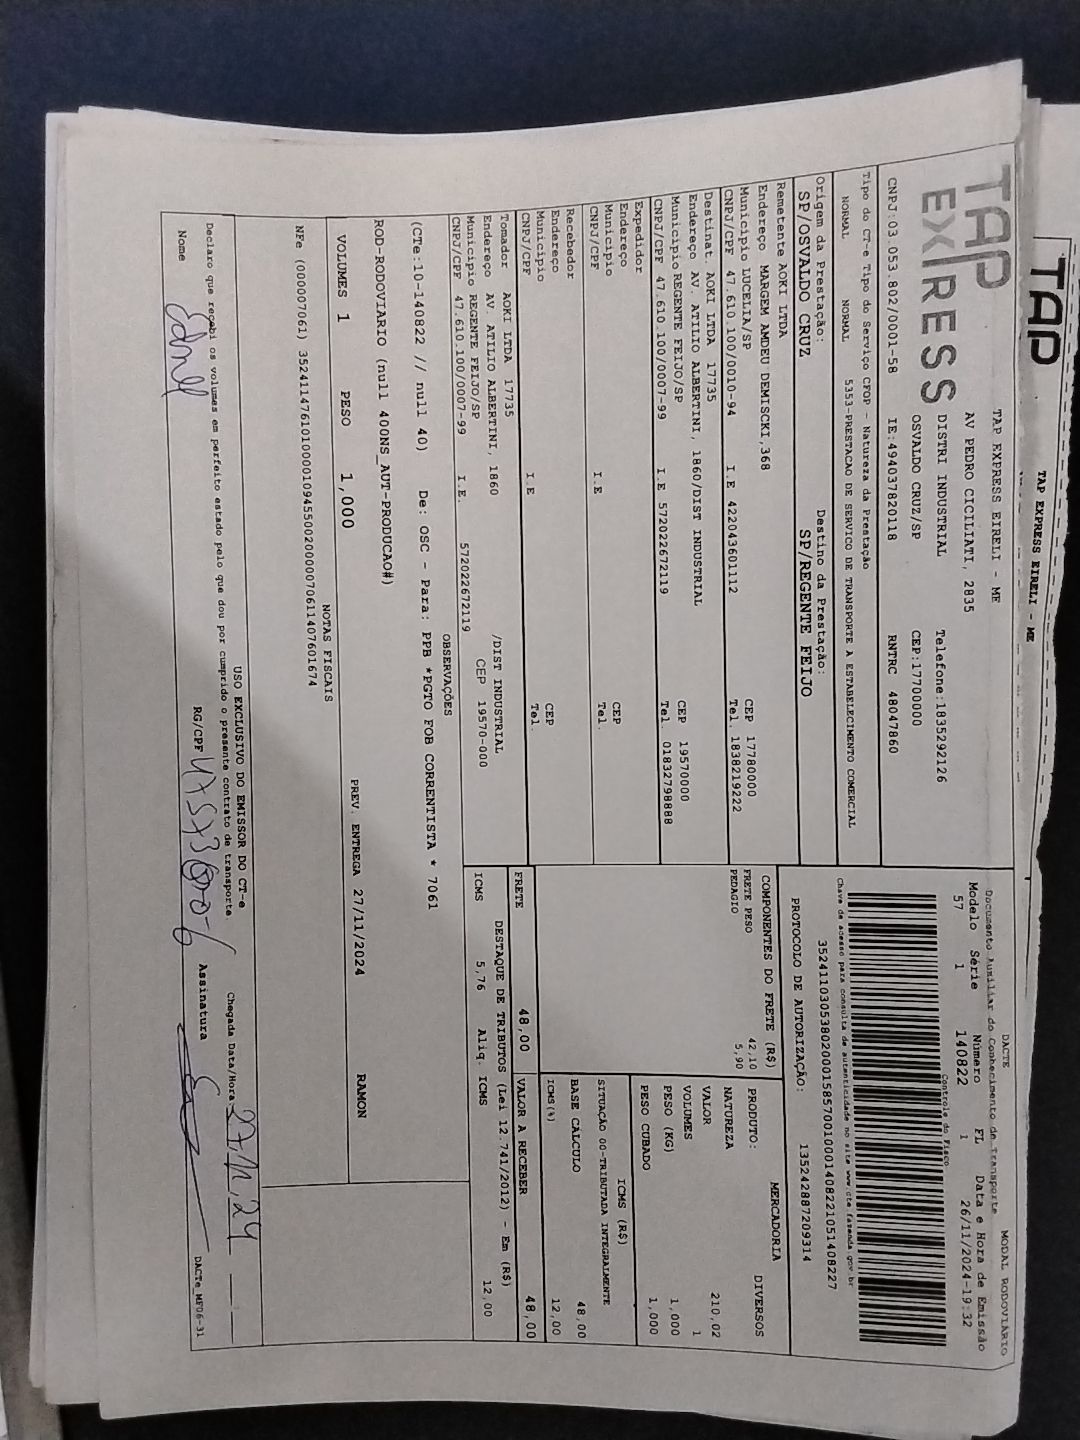 TAP
TAP EXPRESS EIRELI - ME
TAP EXPRESS EIRELI - ME
TAP
EXPRESS
TAP EXPRESS EIRELI - ME
AV PEDRO CICILIATI, 2835
DISTRI INDUSTRIAL Telefone:1835292126
OSVALDO CRUZ/SP CEP:17700000
CNPJ:03.053.802/0001-58 IE:494037820118 RNTRC 48047860
DACTE MODAL RODOVIÁRIO
Documento Auxiliar do Conhecimento de Transporte
Modelo Série Número FL Data e Hora de Emissão
57 1 140822 1 26/11/2024-19:32
Controle do Fisco
Chave de acesso para consulta de autenticidade no site www.cte.fazenda.gov.br
35241103053802000158570010001408221051408227
PROTOCOLO DE AUTORIZAÇÃO: 135242887209314
Tipo do CT-e Tipo do Serviço CFOP - Natureza da Prestação
NORMAL NORMAL 5353-PRESTACAO DE SERVICO DE TRANSPORTE A ESTABELECIMENTO COMERCIAL
Origem da Prestação: Destino da Prestação:
SP/OSVALDO CRUZ SP/REGENTE FEIJO
Remetente AOKI LTDA
Endereço MARGEM AMDEU DEMISCKI,368
Municipio LUCELIA/SP CEP 17780000
CNPJ/CPF 47.610.100/0010-94 I.E 422043601112 Tel. 1838219222
Destinat. AOKI LTDA 17735
Endereço AV. ATILIO ALBERTINI, 1860/DIST INDUSTRIAL
Municipio REGENTE FEIJO/SP CEP 19570000
CNPJ/CPF 47.610.100/0007-99 I.E 572022672119 Tel. 01832798888
Expedidor
Endereço
Municipio CEP
CNPJ/CPF I.E Tel.
Recebedor
Endereço
Municipio CEP
CNPJ/CPF I.E Tel.
Tomador AOKI LTDA 17735
Endereço AV. ATILIO ALBERTINI, 1860 /DIST INDUSTRIAL
Municipio REGENTE FEIJO/SP CEP 19570-000
CNPJ/CPF 47.610.100/0007-99 I.E. 572022672119
COMPONENTES DO FRETE (R$)
FRETE PESO 42,10
PEDAGIO 5,90
MERCADORIA
PRODUTO: DIVERSOS
NATUREZA
VALOR 210,02
VOLUMES 1
PESO (KG) 1,000
PESO CUBADO 1,000
ICMS (R$)
SITUAÇÃO 00-TRIBUTADA INTEGRALMENTE
BASE CÁLCULO 48,00
ICMS(%) 12,00
FRETE 48,00 VALOR A RECEBER 48,00
DESTAQUE DE TRIBUTOS (Lei 12.741/2012) - Em (R$)
ICMS 5,76 Aliq. ICMS 12,00
OBSERVAÇÕES
(CTe:10-140822 // null 40) De: OSC - Para: PPB *PGTO FOB CORRENTISTA * 7061
ROD-RODOVIARIO (null 400NS_AUT-PRODUCAO#)
VOLUMES 1 PESO 1,000 PREV. ENTREGA 27/11/2024 RAMON
NOTAS FISCAIS
NFe (000007061) 35241147610100001094550020000070611407601674
USO EXCLUSIVO DO EMISSOR DO CT-e
Declaro que recebi os volumes em perfeito estado pelo que dou por cumprido o presente contrato de transporte. Chegada Data/Hora 27,11,24
Nome RG/CPF Assinatura
DACTe_MF06-31